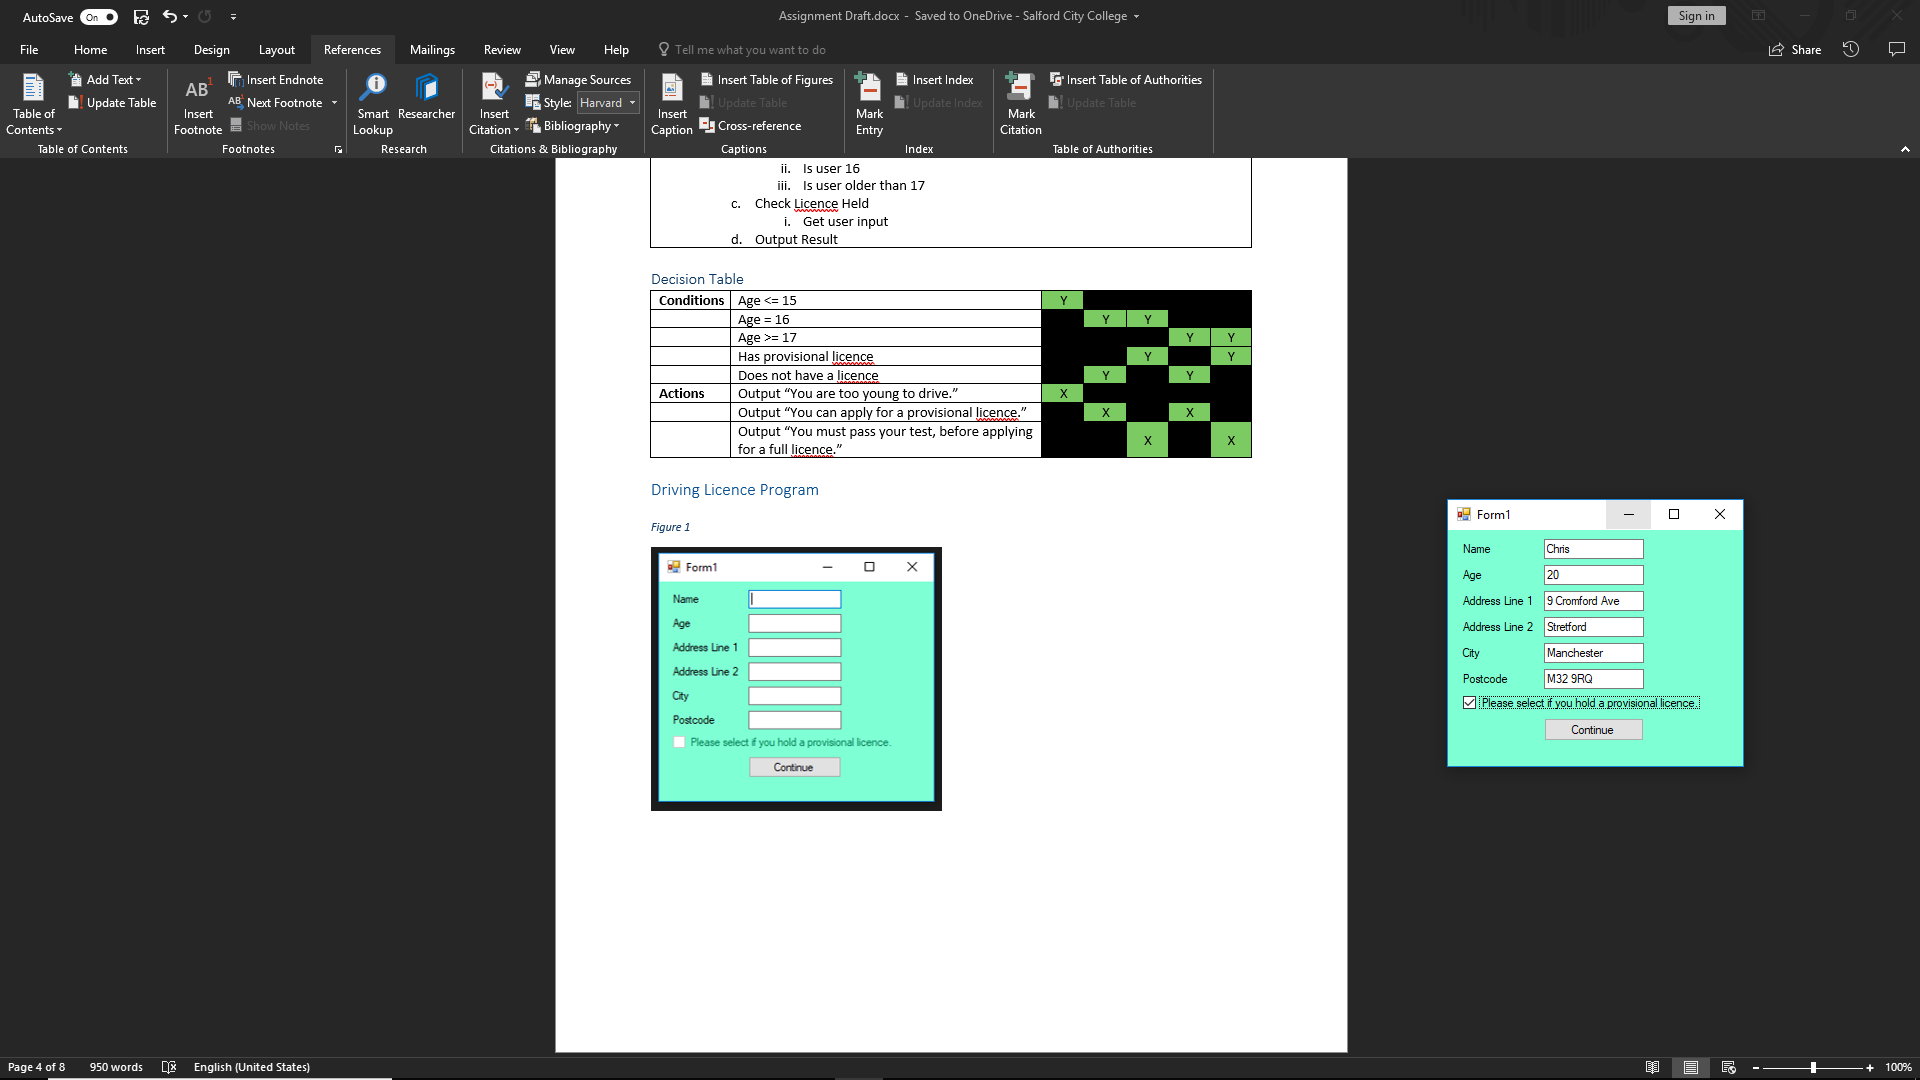 AutoSave On
Assignment Draft.docx - Saved to OneDrive - Salford City College
Sign in
File Home Insert Design Layout References Mailings Review View Help Tell me what you want to do
Share
Table of Contents
Add Text
Update Table
Table of Contents
AB1
Insert Footnote
Insert Endnote
Next Footnote
Show Notes
Footnotes
Smart Lookup
Researcher
Research
Insert Citation
Manage Sources
Style: Harvard
Bibliography
Citations & Bibliography
Insert Caption
Insert Table of Figures
Update Table
Cross-reference
Captions
Mark Entry
Insert Index
Update Index
Index
Mark Citation
Insert Table of Authorities
Update Table
Table of Authorities
ii. Is user 16
iii. Is user older than 17
c. Check Licence Held
i. Get user input
d. Output Result
Decision Table
Conditions Age <= 15 Y
Age = 16 Y Y
Age >= 17 Y Y
Has provisional licence Y Y
Does not have a licence Y Y
Actions Output “You are too young to drive.” X
Output “You can apply for a provisional licence.” X X
Output “You must pass your test, before applying
for a full licence.” X X
Driving Licence Program
Figure 1
Form1
Name
Age
Address Line 1
Address Line 2
City
Postcode
Please select if you hold a provisional licence.
Continue
Form1
Name Chris
Age 20
Address Line 1 9 Cromford Ave
Address Line 2 Stretford
City Manchester
Postcode M32 9RQ
Please select if you hold a provisional licence.
Continue
Page 4 of 8 950 words English (United States) 100%